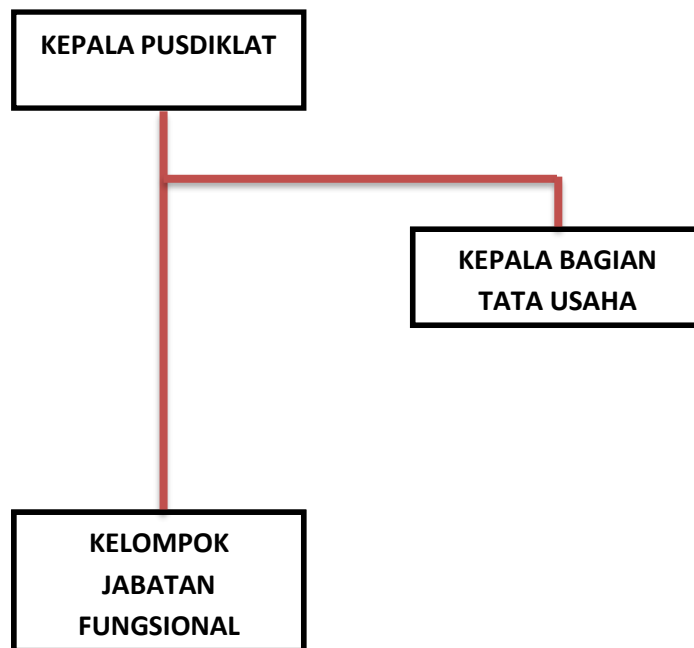 KEPALA PUSDIKLAT
KEPALA BAGIAN
TATA USAHA
KELOMPOK
JABATAN
FUNGSIONAL